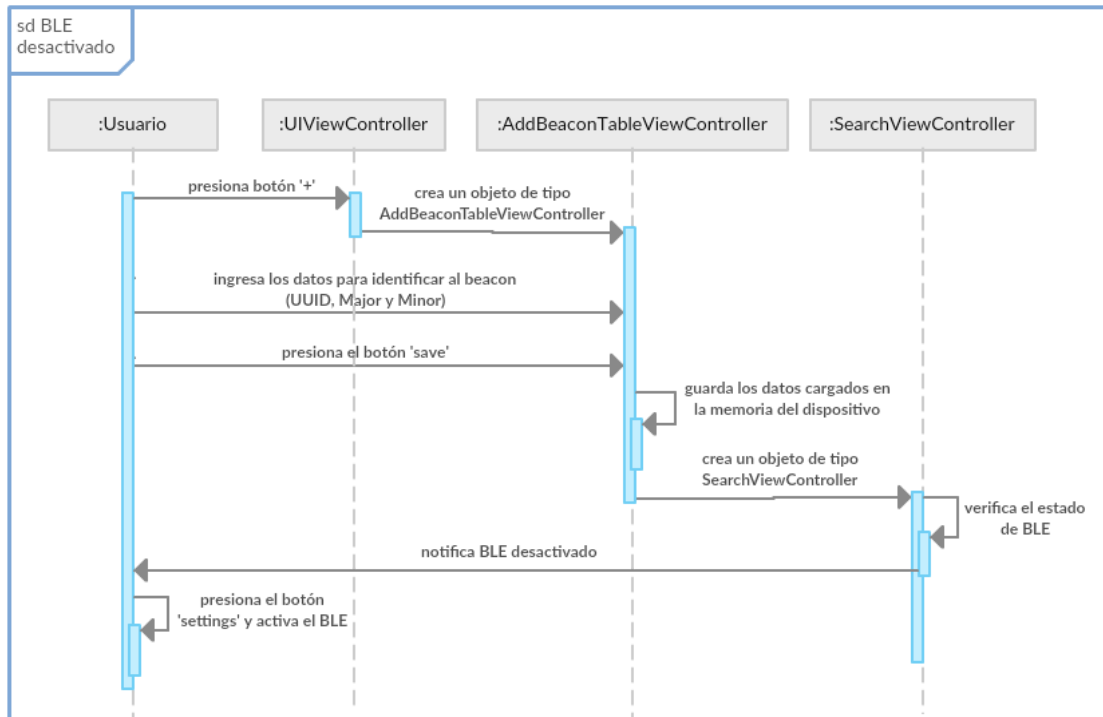 sd BLE
desactivado
:Usuario
:UIViewController
:AddBeaconTableViewController
:SearchViewController
presiona botón '+'
crea un objeto de tipo
AddBeaconTableViewController
ingresa los datos para identificar al beacon
(UUID, Major y Minor)
presiona el botón 'save'
guarda los datos cargados en
la memoria del dispositivo
crea un objeto de tipo
SearchViewController
verifica el estado
de BLE
notifica BLE desactivado
presiona el botón
'settings' y activa el BLE